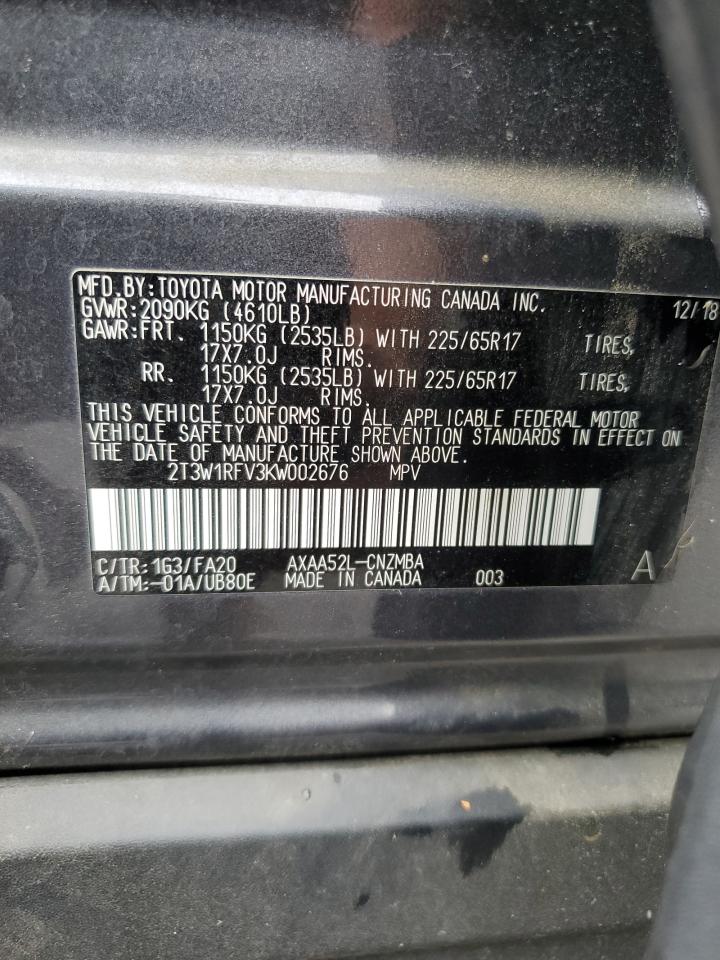 MFD.BY:TOYOTA MOTOR MANUFACTURING CANADA INC. 12/18
GVWR:2090KG (4610LB)
GAWR:FRT. 1150KG (2535LB) WITH 225/65R17 TIRES,
17X7.0J RIMS.
RR. 1150KG (2535LB) WITH 225/65R17 TIRES,
17X7.0J RIMS.
THIS VEHICLE CONFORMS TO ALL APPLICABLE FEDERAL MOTOR
VEHICLE SAFETY AND THEFT PREVENTION STANDARDS IN EFFECT ON
THE DATE OF MANUFACTURE SHOWN ABOVE.
2T3W1RFV3KW002676 MPV
C/TR:1G3/FA20 AXAA52L-CNZMBA
A/TM:-01A/UB80E MADE IN CANADA 003 A